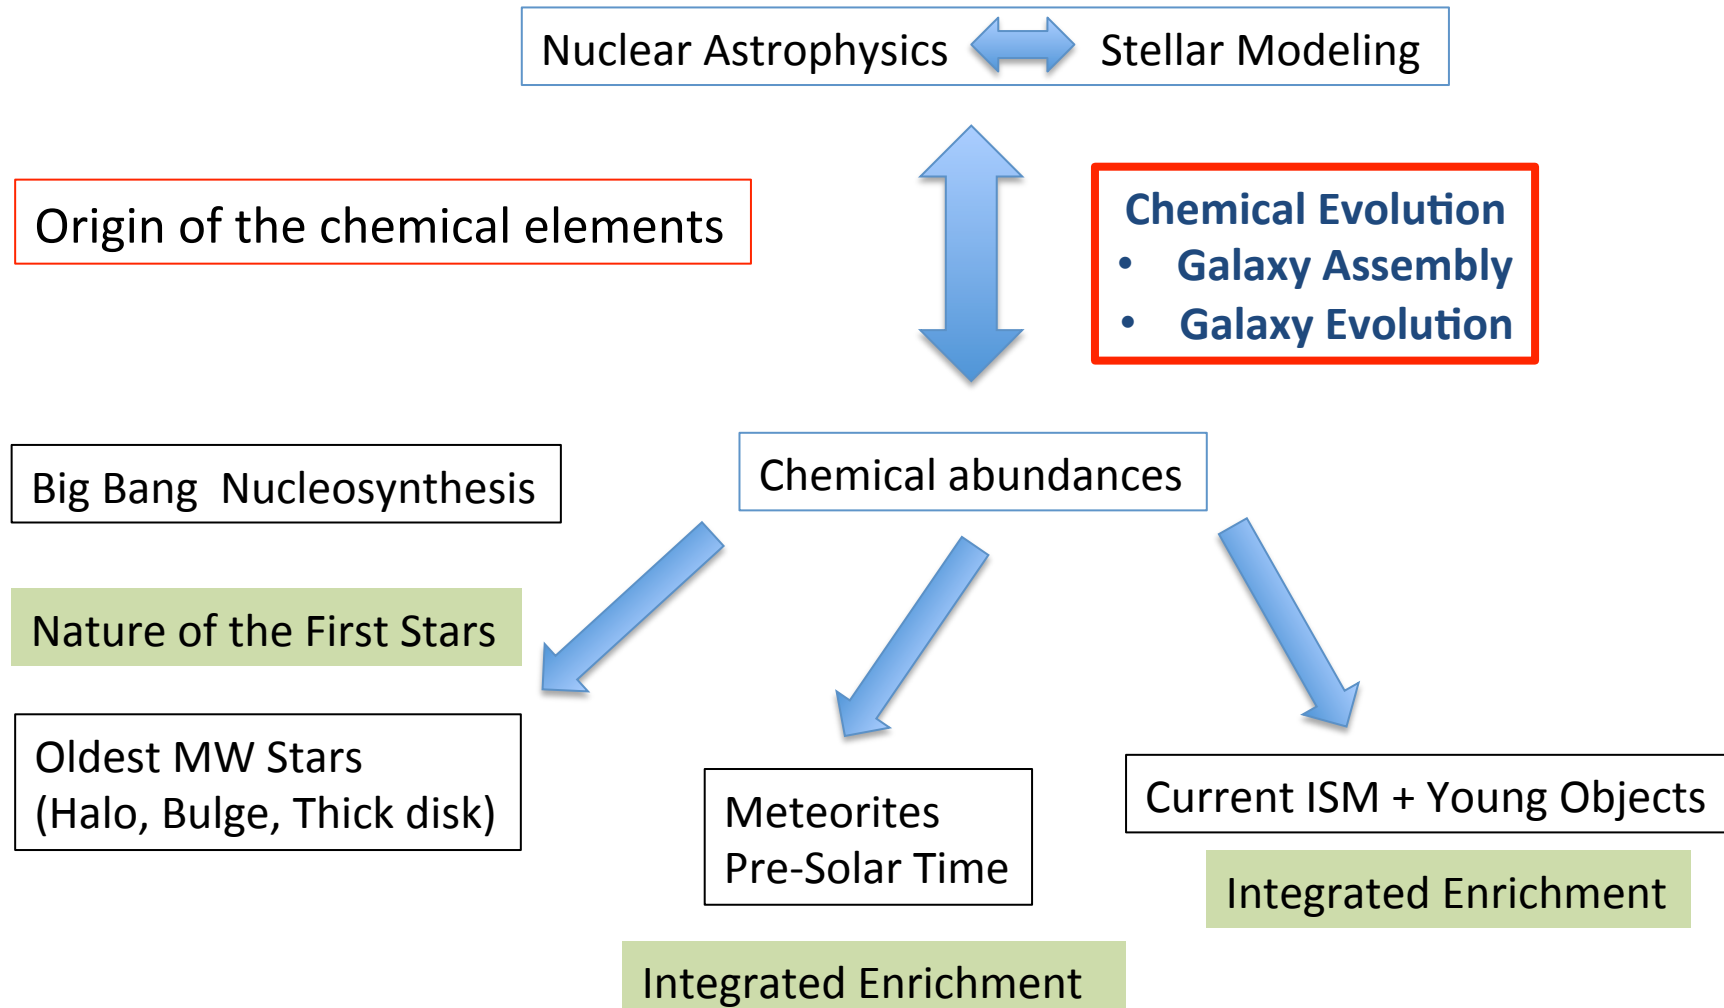 Nuclear Astrophysics Stellar Modeling
Origin of the chemical elements
Chemical Evolution
• Galaxy Assembly
• Galaxy Evolution
Big Bang Nucleosynthesis
Chemical abundances
Nature of the First Stars
Oldest MW Stars
(Halo, Bulge, Thick disk)
Meteorites
Pre-Solar Time
Integrated Enrichment
Current ISM + Young Objects
Integrated Enrichment